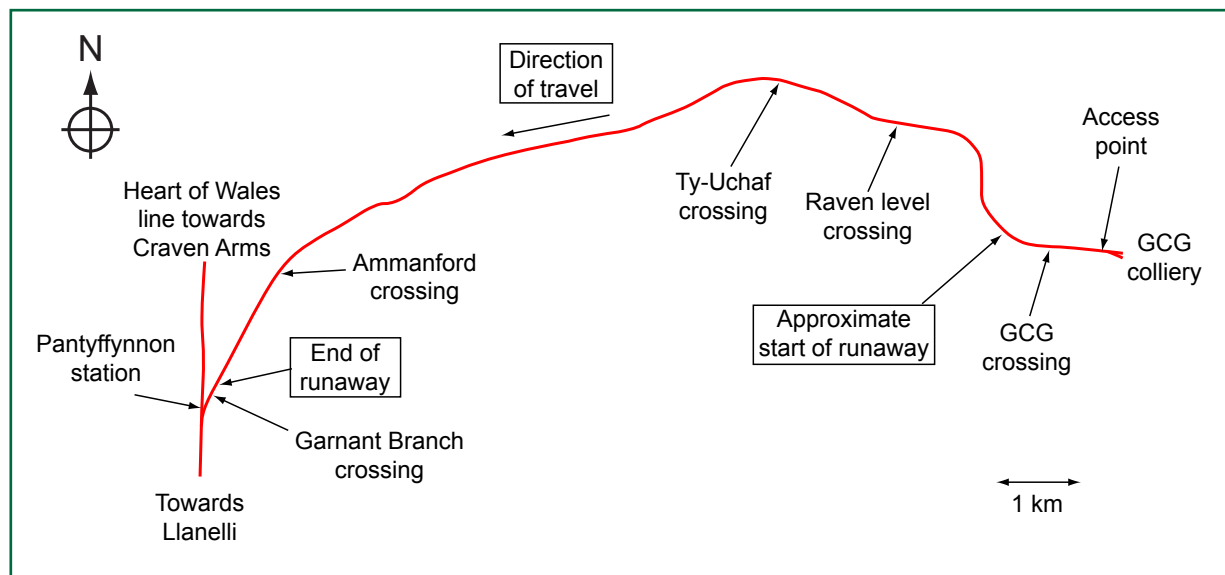 N
Direction
of travel
Access
point
Heart of Wales
line towards
Craven Arms
Ty-Uchaf
crossing
Raven level
crossing
GCG
colliery
Ammanford
crossing
Approximate
start of runaway
GCG
crossing
Pantyffynnon
station
End of
runaway
Garnant Branch
crossing
Towards
Llanelli
1 km